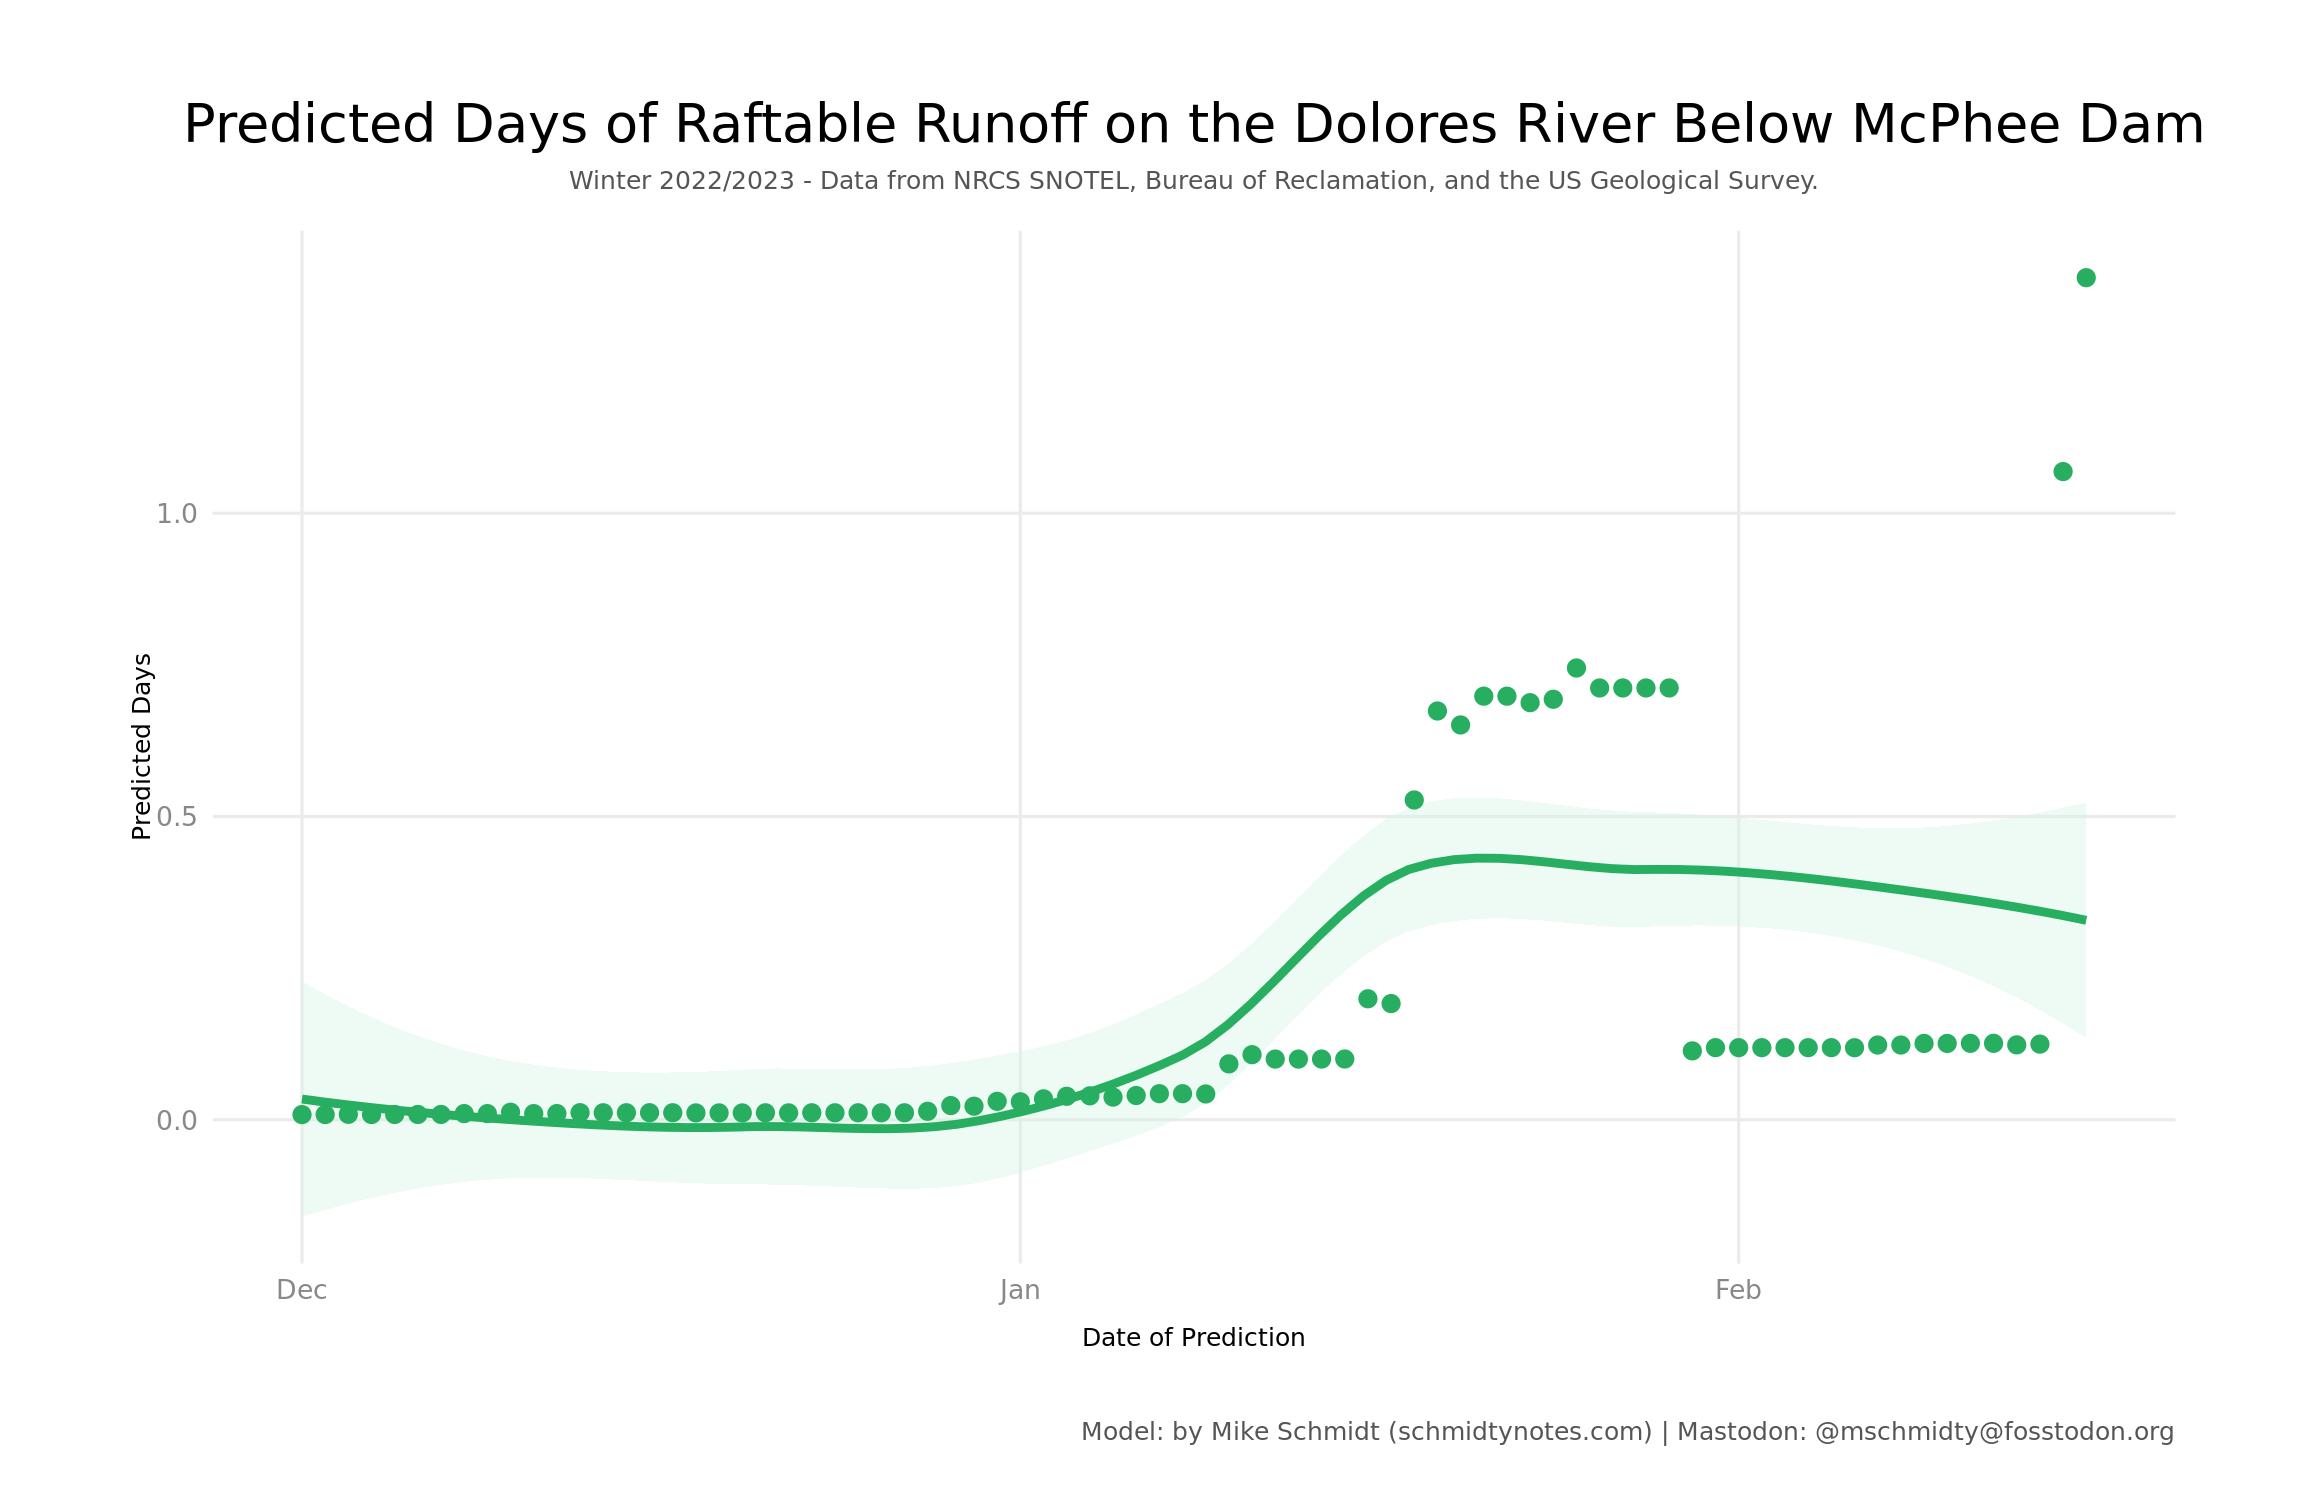 Predicted Days of Raftable Runoff on the Dolores River Below McPhee Dam
Winter 2022/2023 - Data from NRCS SNOTEL, Bureau of Reclamation, and the US Geological Survey.
1.0
Predicted Days
0.5
0.0
Dec
Jan
Feb
Date of Prediction
Model: by Mike Schmidt (schmidtynotes.com) | Mastodon: @mschmidty@fosstodon.org